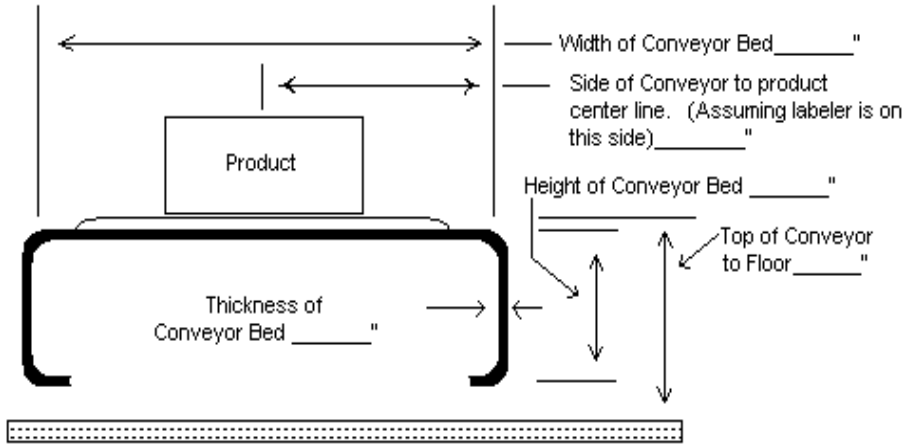 Width of Conveyor Bed_______"
Side of Conveyor to product
center line. (Assuming labeler is on
this side)________"
Product
Height of Conveyor Bed _______"
Top of Conveyor
to Floor______"
Thickness of
Conveyor Bed _______"